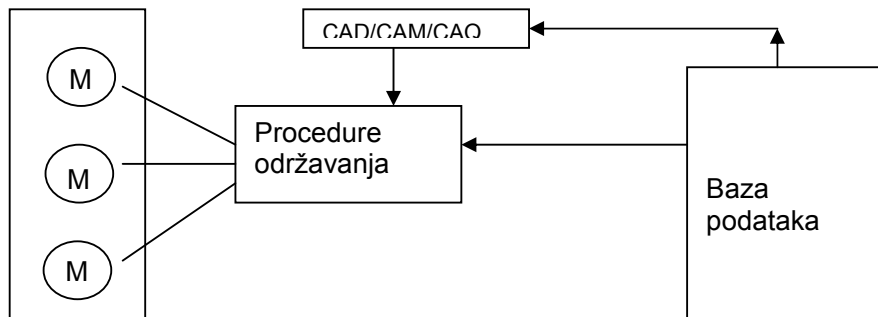 CAD/CAM/CAQ
M
Procedure
održavanja
M
Baza
podataka
M